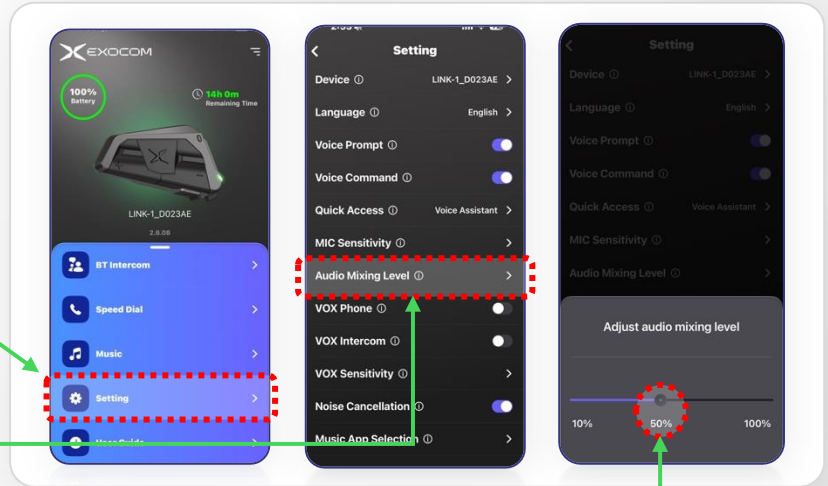 EXOCOM
100%
Battery
14h 0m
Remaining Time
LINK-1_D023AE
2.0.0B
BT Intercom
Speed Dial
Music
Setting
Setting
Device LINK-1_D023AE
Language English
Voice Prompt
Voice Command
Quick Access Voice Assistant
MIC Sensitivity
Audio Mixing Level
VOX Phone
VOX Intercom
VOX Sensitivity
Noise Cancellation
Music App Selection
Setting
Device LINK-1_D023AE
Language English
Voice Prompt
Voice Command
Quick Access Voice Assistant
MIC Sensitivity
Audio Mixing Level
Adjust audio mixing level
10% 50% 100%